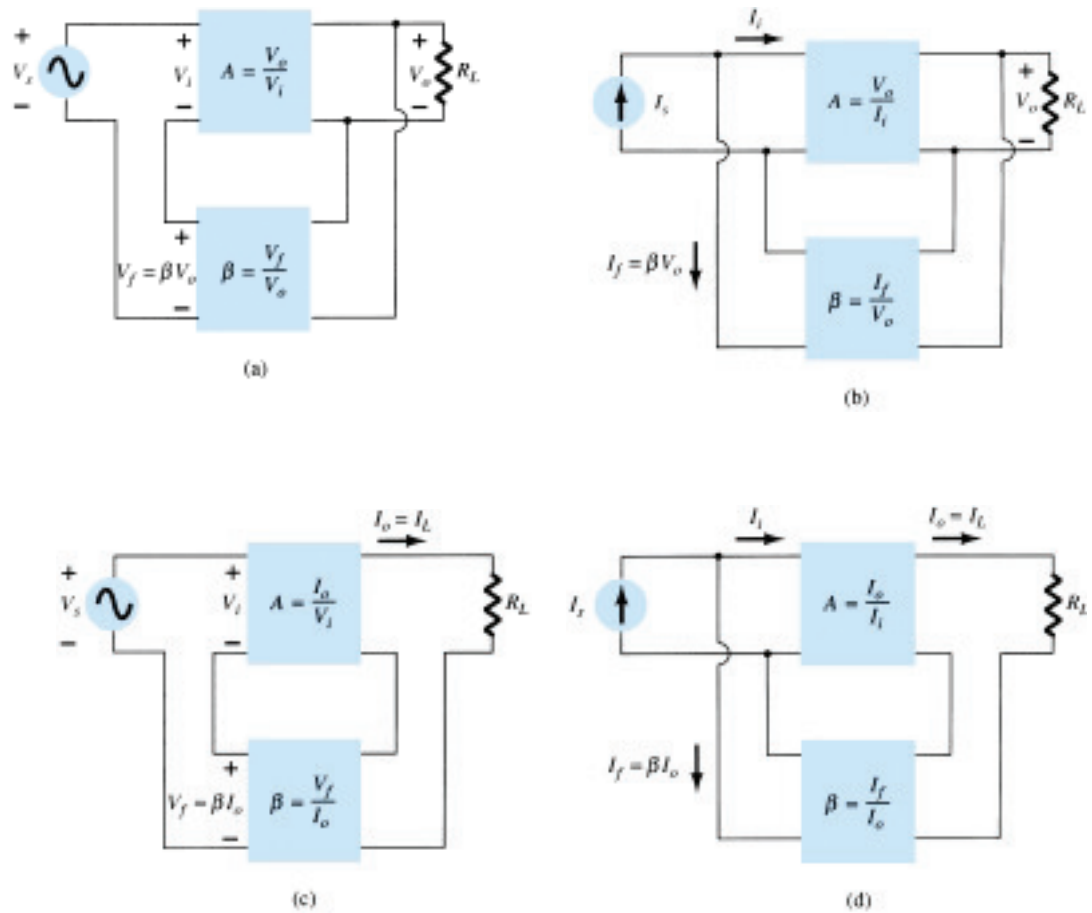 +
V_s
−
+
V_i
−
A = V_o / V_i
+
V_o
−
R_L
+
V_f = βV_o
−
β = V_f / V_o
(a)
I_i
I_s
A = V_o / I_i
+
V_o
−
R_L
I_f = βV_o
β = I_f / V_o
(b)
I_o = I_L
+
V_s
−
+
V_i
−
A = I_o / V_i
R_L
+
V_f = βI_o
−
β = V_f / I_o
(c)
I_i
I_o = I_L
I_s
A = I_o / I_i
R_L
I_f = βI_o
β = I_f / I_o
(d)